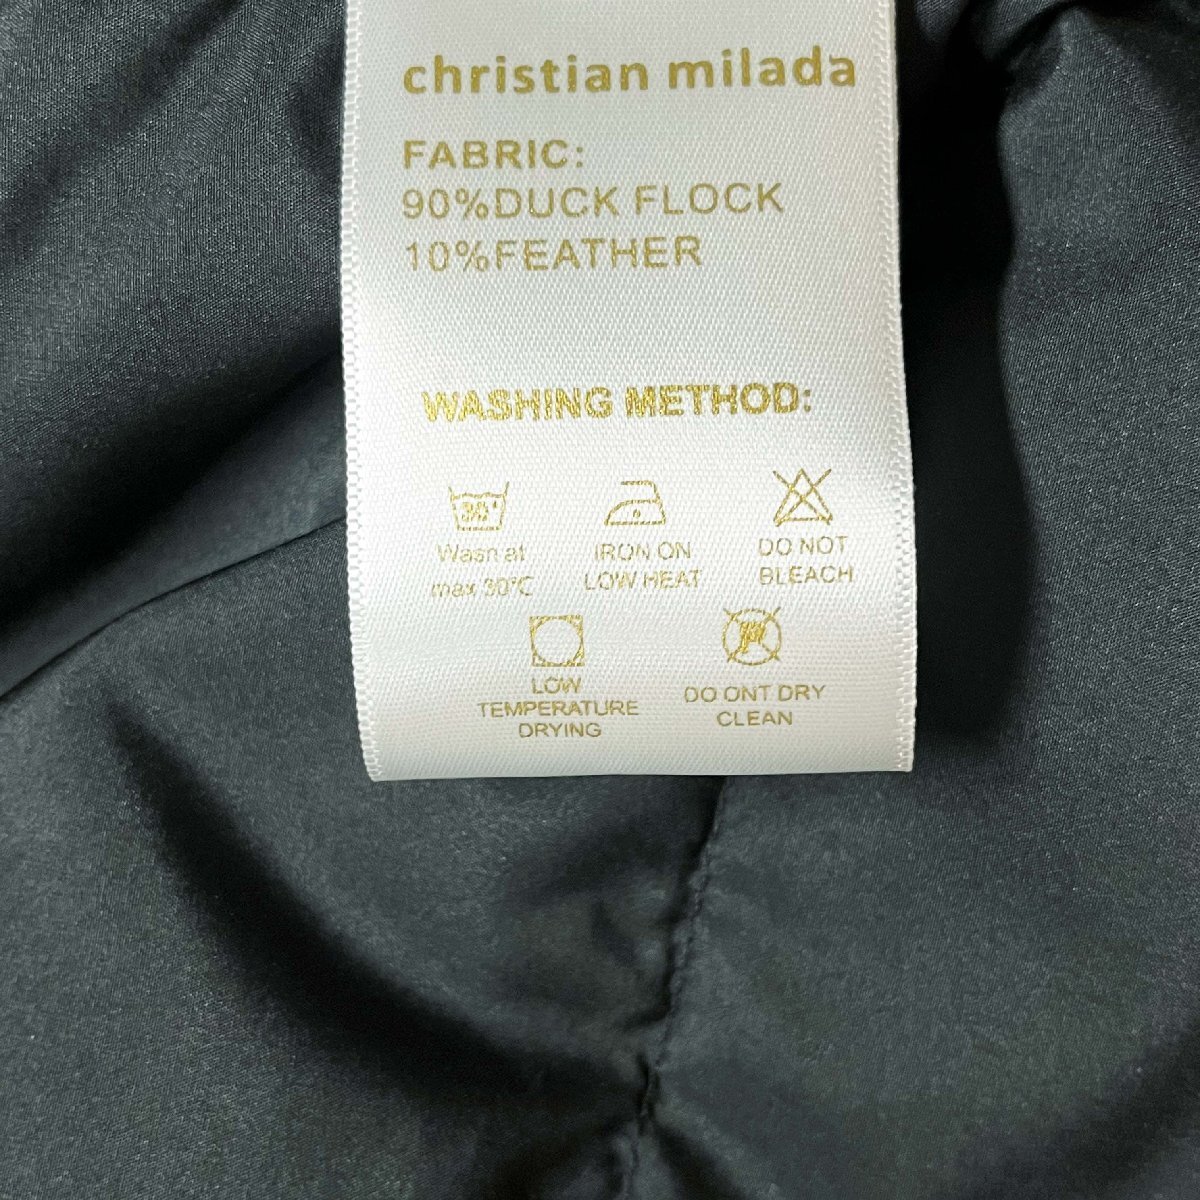 christian milada
FABRIC:
90%DUCK FLOCK
10%FEATHER
WASHING METHOD:
30°
Wash at
max 30°C
IRON ON
LOW HEAT
DO NOT
BLEACH
LOW
TEMPERATURE
DRYING
P
DO ONT DRY
CLEAN